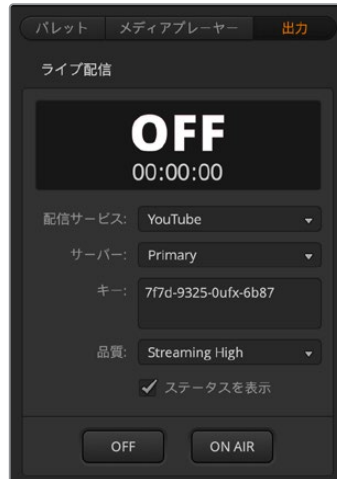 パレット メディアプレーヤー 出力
ライブ配信
OFF
00:00:00
配信サービス: YouTube
サーバー: Primary
キー: 7f7d-9325-0ufx-6b87
品質: Streaming High
ステータスを表示
OFF ON AIR